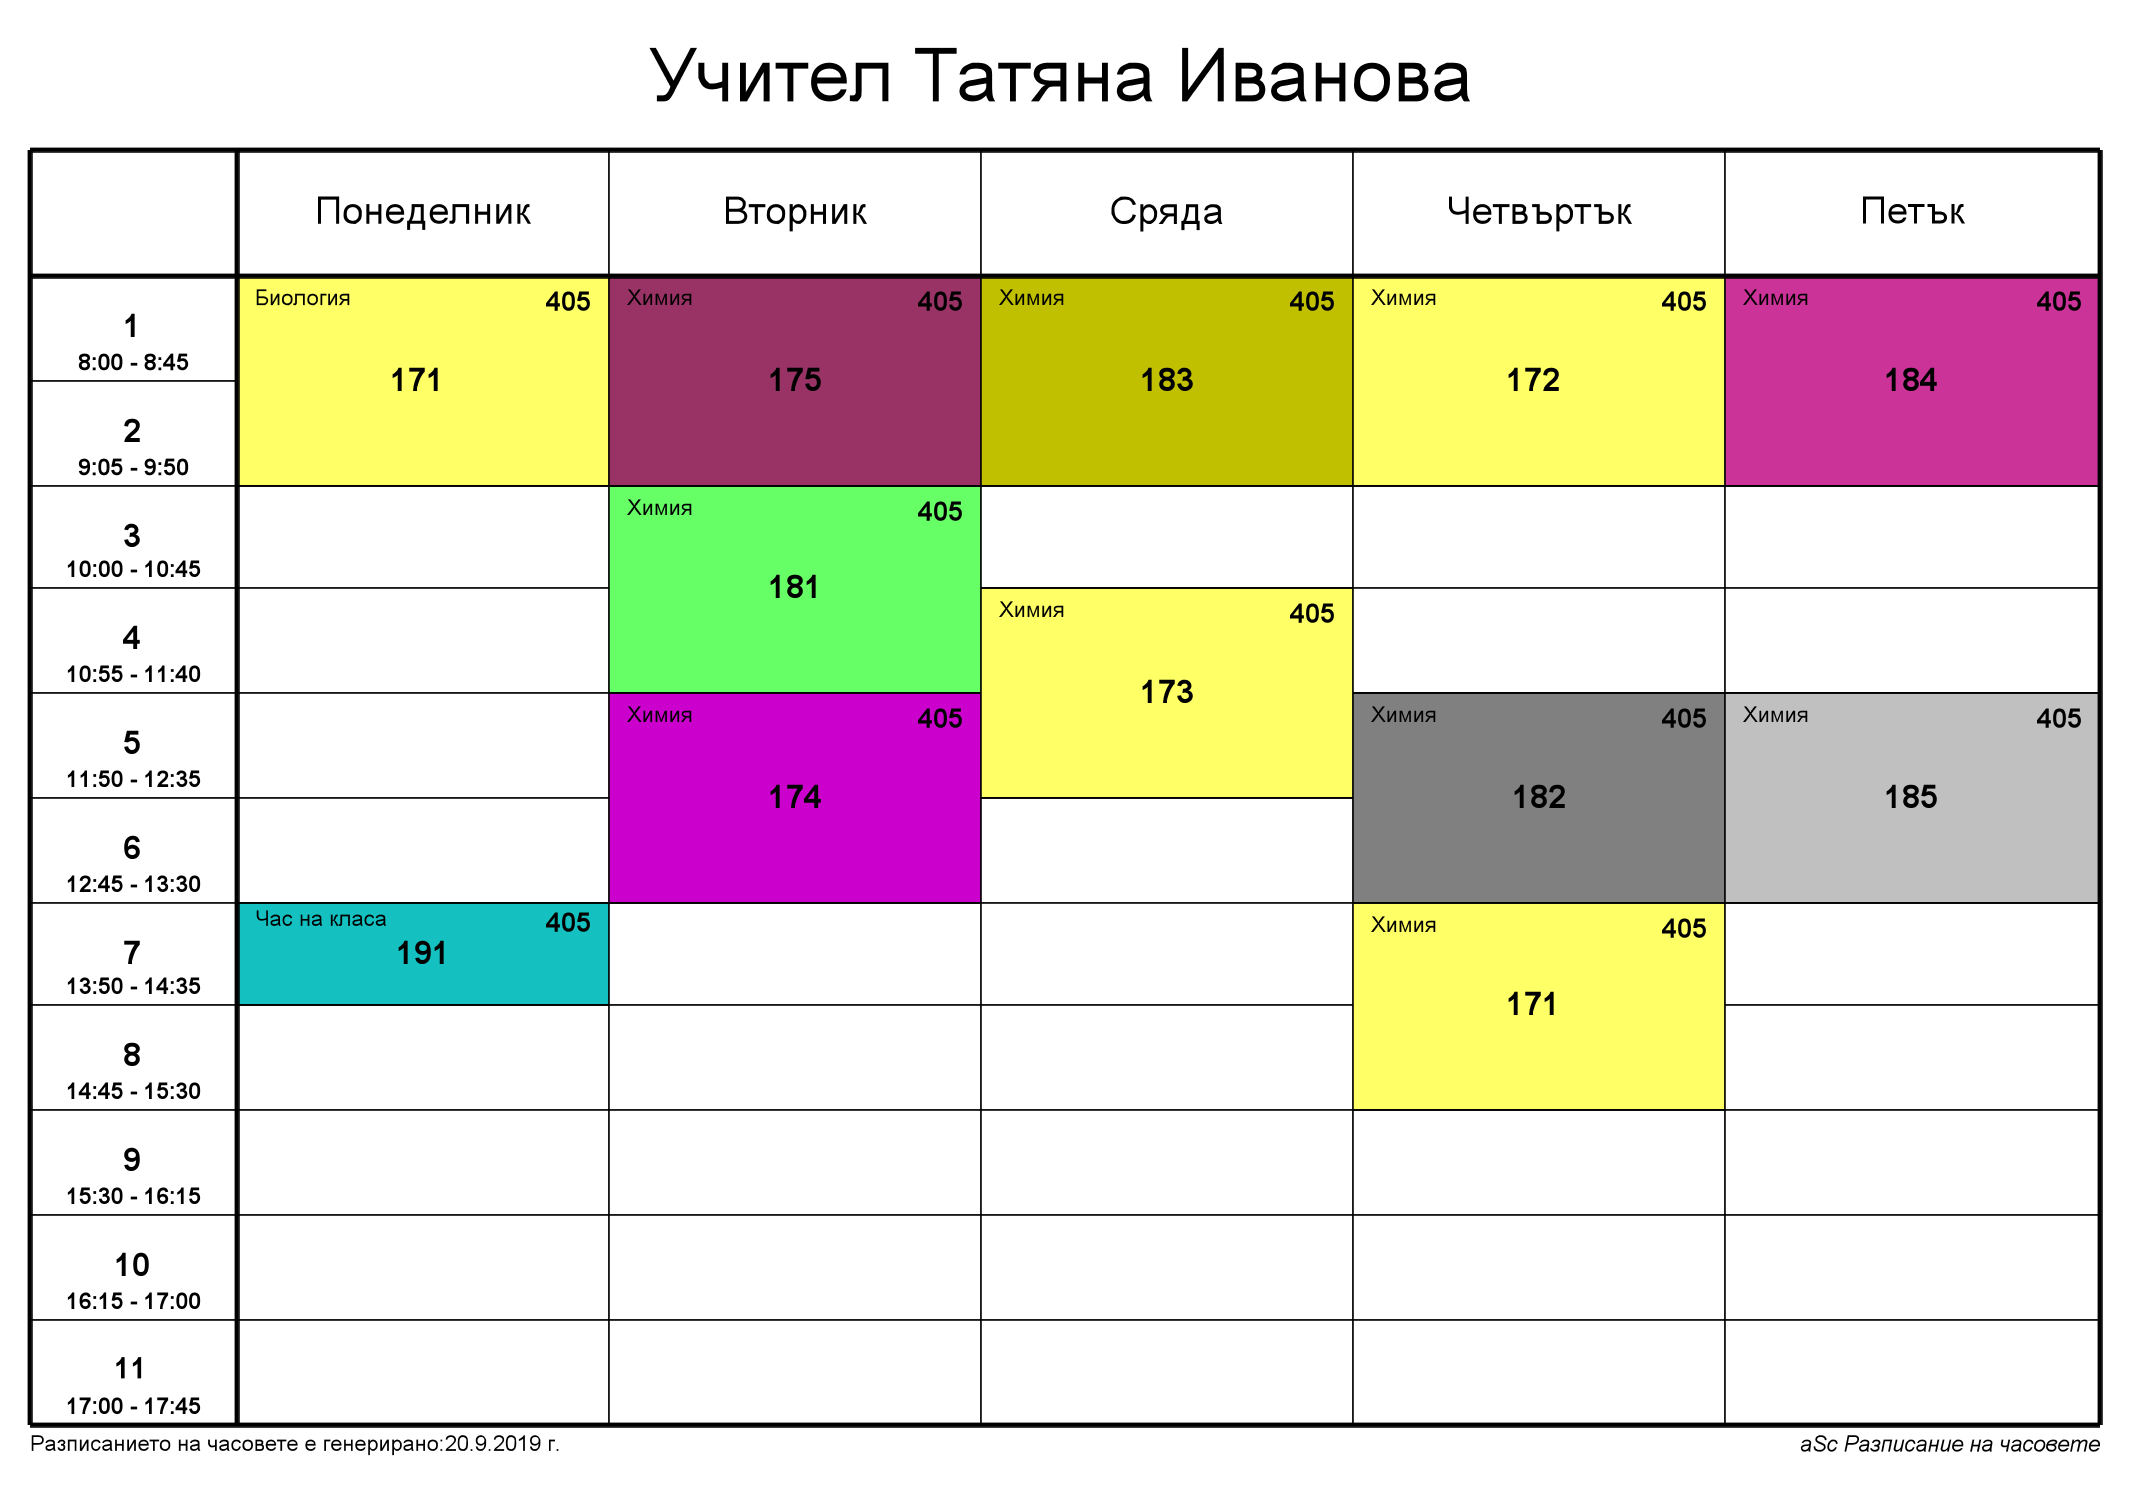 Учител Татяна Иванова
Понеделник Вторник Сряда Четвъртък Петък
1
8:00 - 8:45
Биология 405
171
Химия 405
175
Химия 405
183
Химия 405
172
Химия 405
184
2
9:05 - 9:50
3
10:00 - 10:45
Химия 405
181
4
10:55 - 11:40
Химия 405
173
5
11:50 - 12:35
Химия 405
174
Химия 405
182
Химия 405
185
6
12:45 - 13:30
7
13:50 - 14:35
Час на класа 405
191
Химия 405
171
8
14:45 - 15:30
9
15:30 - 16:15
10
16:15 - 17:00
11
17:00 - 17:45
Разписанието на часовете е генерирано:20.9.2019 г.
aSc Разписание на часовете